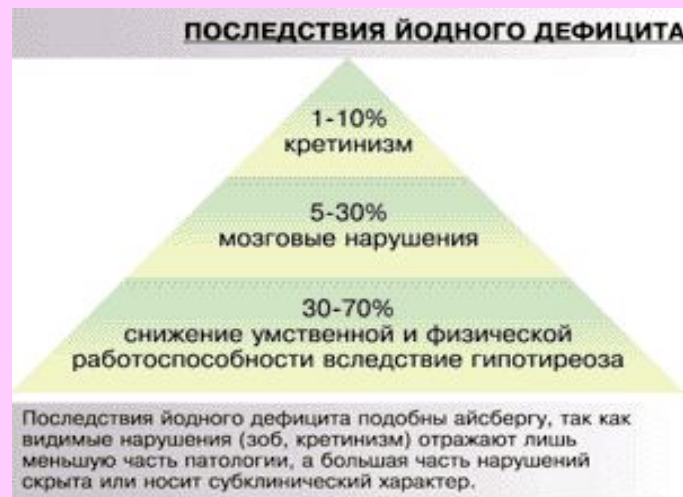 ПОСЛЕДСТВИЯ ЙОДНОГО ДЕФИЦИТА
1-10%
кретинизм
5-30%
мозговые нарушения
30-70%
снижение умственной и физической
работоспособности вследствие гипотиреоза
Последствия йодного дефицита подобны айсбергу, так как
видимые нарушения (зоб, кретинизм) отражают лишь
меньшую часть патологии, а большая часть нарушений
скрыта или носит субклинический характер.